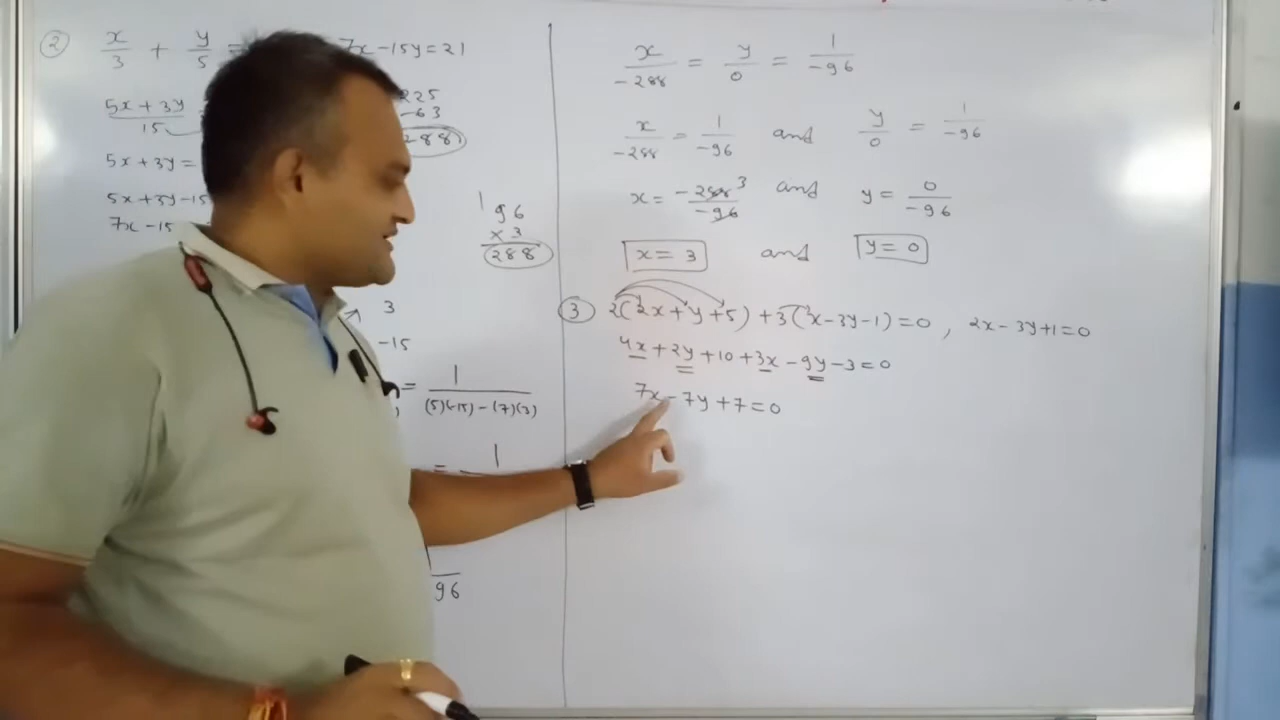 ② x/3 + y/5 = 7x-15y=21
5x+3y/15
225
-63
288
5x+3y=
5x+3y-15
7x-15
96
x3
288
3
-15
= 1/(5)(-15)-(7)(3)
= 1
96
x/-288 = y/0 = 1/-96
x/-288 = 1/-96 and y/0 = 1/-96
x = -288 3/-96 and y = 0/-96
x = 3 and y = 0
③ 2(2x+y+5)+3(x-3y-1)=0, 2x-3y+1=0
4x+2y+10+3x-9y-3=0
7x-7y+7=0